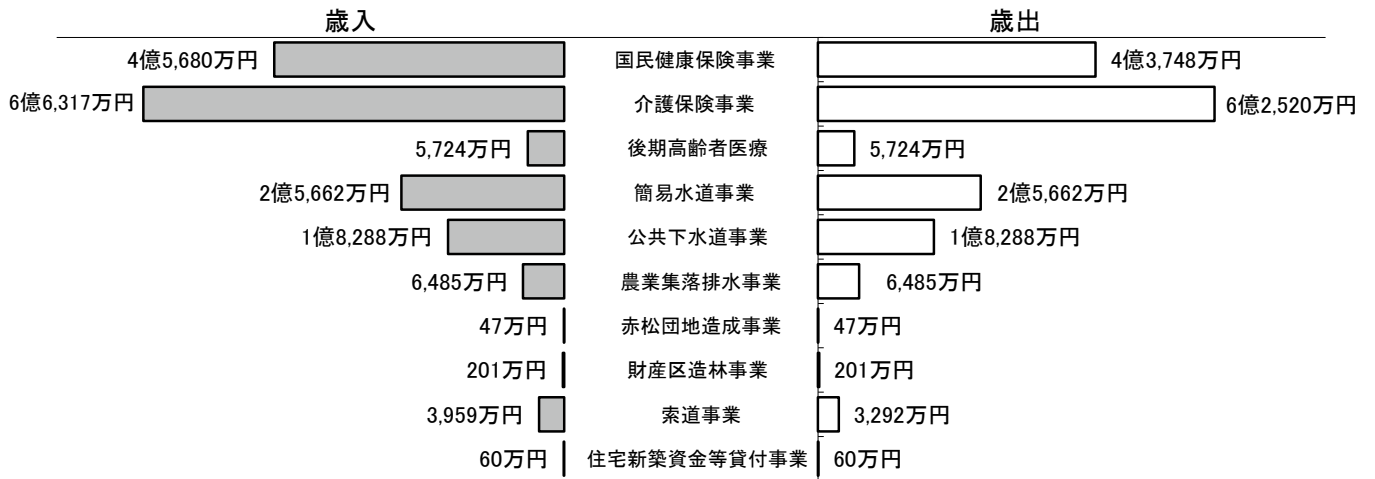 歳入 歳出
4億5,680万円 国民健康保険事業 4億3,748万円
6億6,317万円 介護保険事業 6億2,520万円
5,724万円 後期高齢者医療 5,724万円
2億5,662万円 簡易水道事業 2億5,662万円
1億8,288万円 公共下水道事業 1億8,288万円
6,485万円 農業集落排水事業 6,485万円
47万円 赤松団地造成事業 47万円
201万円 財産区造林事業 201万円
3,959万円 索道事業 3,292万円
60万円 住宅新築資金等貸付事業 60万円